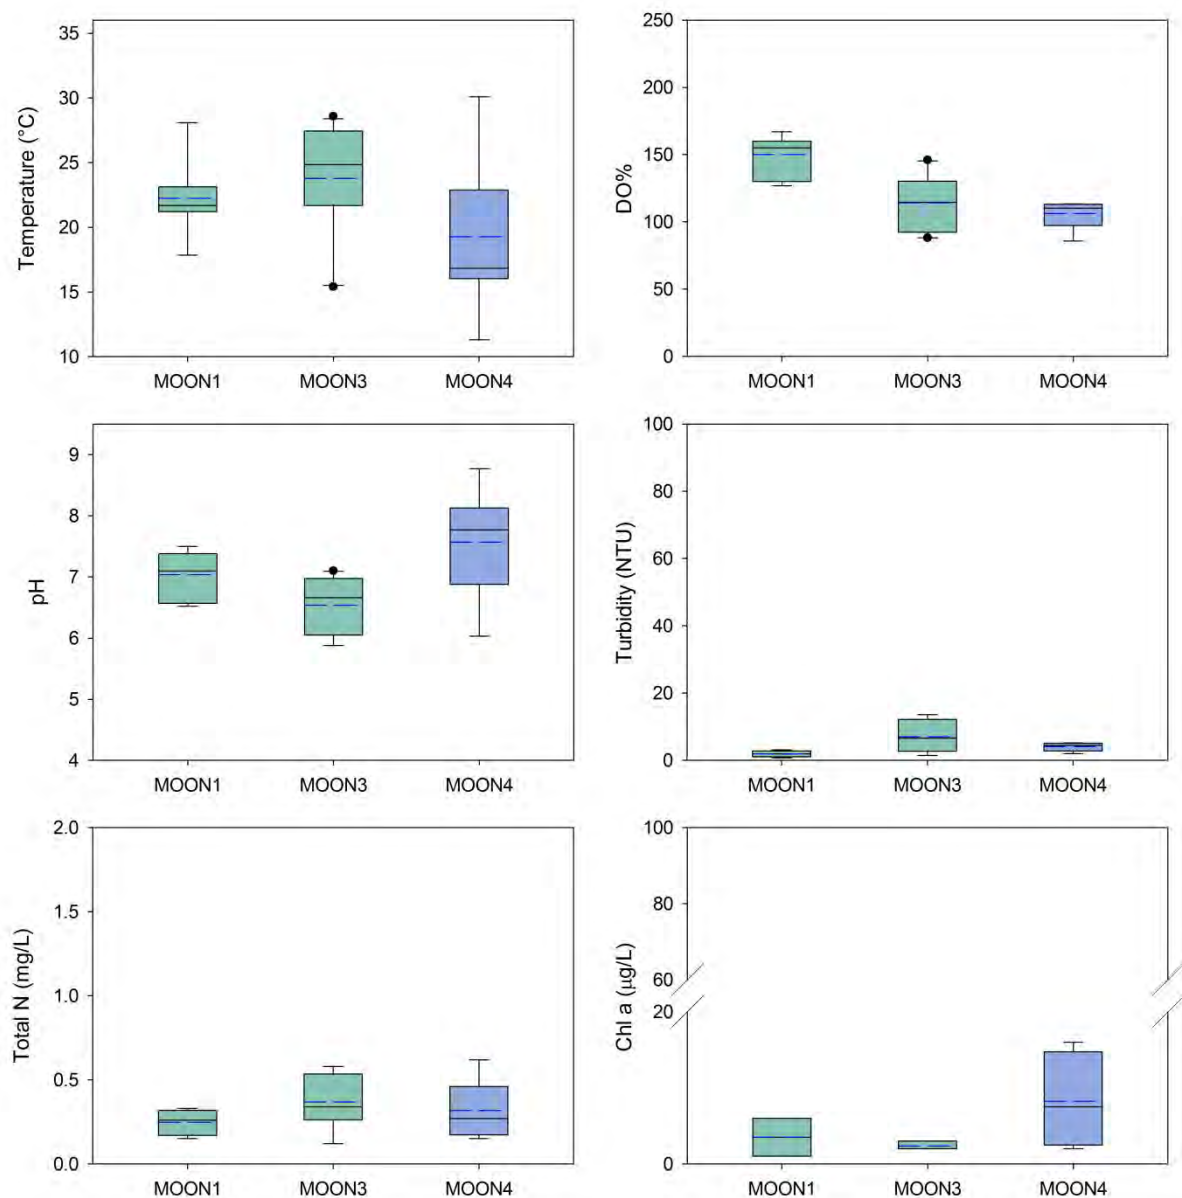 Temperature (°C)
35
30
25
20
15
10
MOON1 MOON3 MOON4
DO%
250
200
150
100
50
0
MOON1 MOON3 MOON4
pH
9
8
7
6
5
4
MOON1 MOON3 MOON4
Turbidity (NTU)
100
80
60
40
20
0
MOON1 MOON3 MOON4
Total N (mg/L)
2.0
1.5
1.0
0.5
0.0
MOON1 MOON3 MOON4
Chl a (μg/L)
100
80
60
20
0
MOON1 MOON3 MOON4